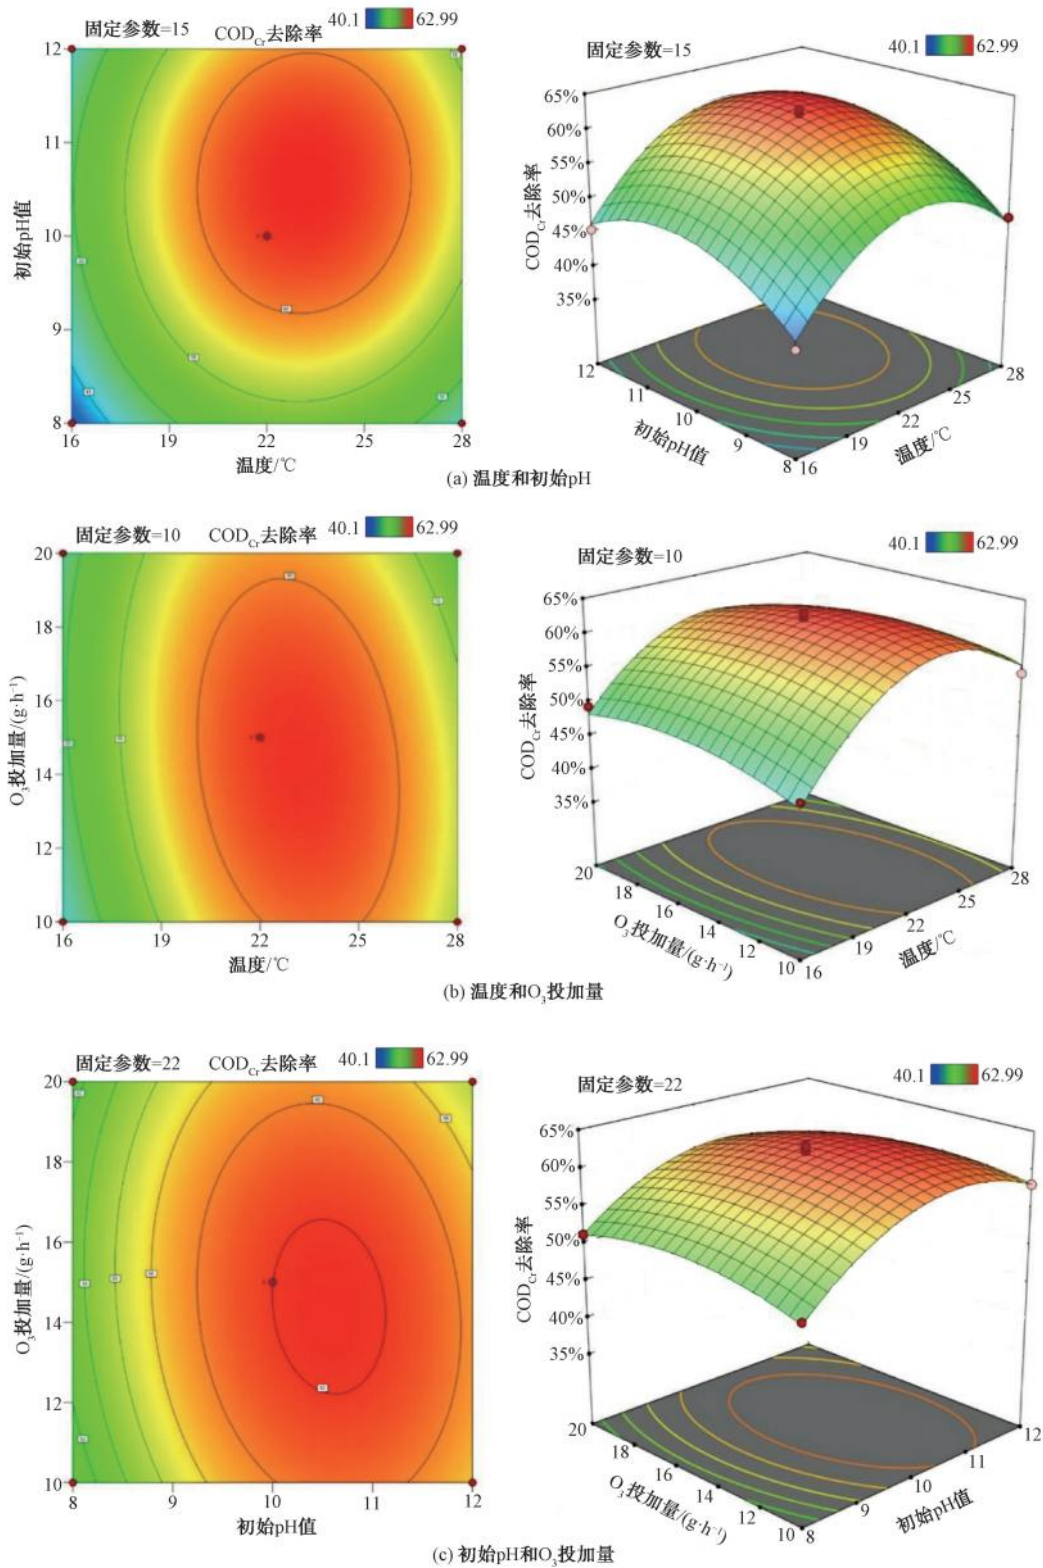 固定参数=15 COD_Cr去除率 40.1 62.99
12
11
10
9
8
初始pH值
16 19 22 25 28
温度/℃
固定参数=15 40.1 62.99
65%
60%
55%
50%
45%
40%
35%
COD_Cr去除率
12 11 10 9 8
初始pH值
16 19 22 25 28
温度/℃
(a) 温度和初始pH
固定参数=10 COD_Cr去除率 40.1 62.99
20
18
16
14
12
10
O₃投加量/(g·h⁻¹)
16 19 22 25 28
温度/℃
固定参数=10 40.1 62.99
65%
60%
55%
50%
45%
40%
35%
COD_Cr去除率
20 18 16 14 12 10
O₃投加量/(g·h⁻¹)
16 19 22 25 28
温度/℃
(b) 温度和O₃投加量
固定参数=22 COD_Cr去除率 40.1 62.99
20
18
16
14
12
10
O₃投加量/(g·h⁻¹)
8 9 10 11 12
初始pH值
固定参数=22 40.1 62.99
65%
60%
55%
50%
45%
40%
35%
COD_Cr去除率
20 18 16 14 12 10
O₃投加量/(g·h⁻¹)
8 9 10 11 12
初始pH值
(c) 初始pH和O₃投加量